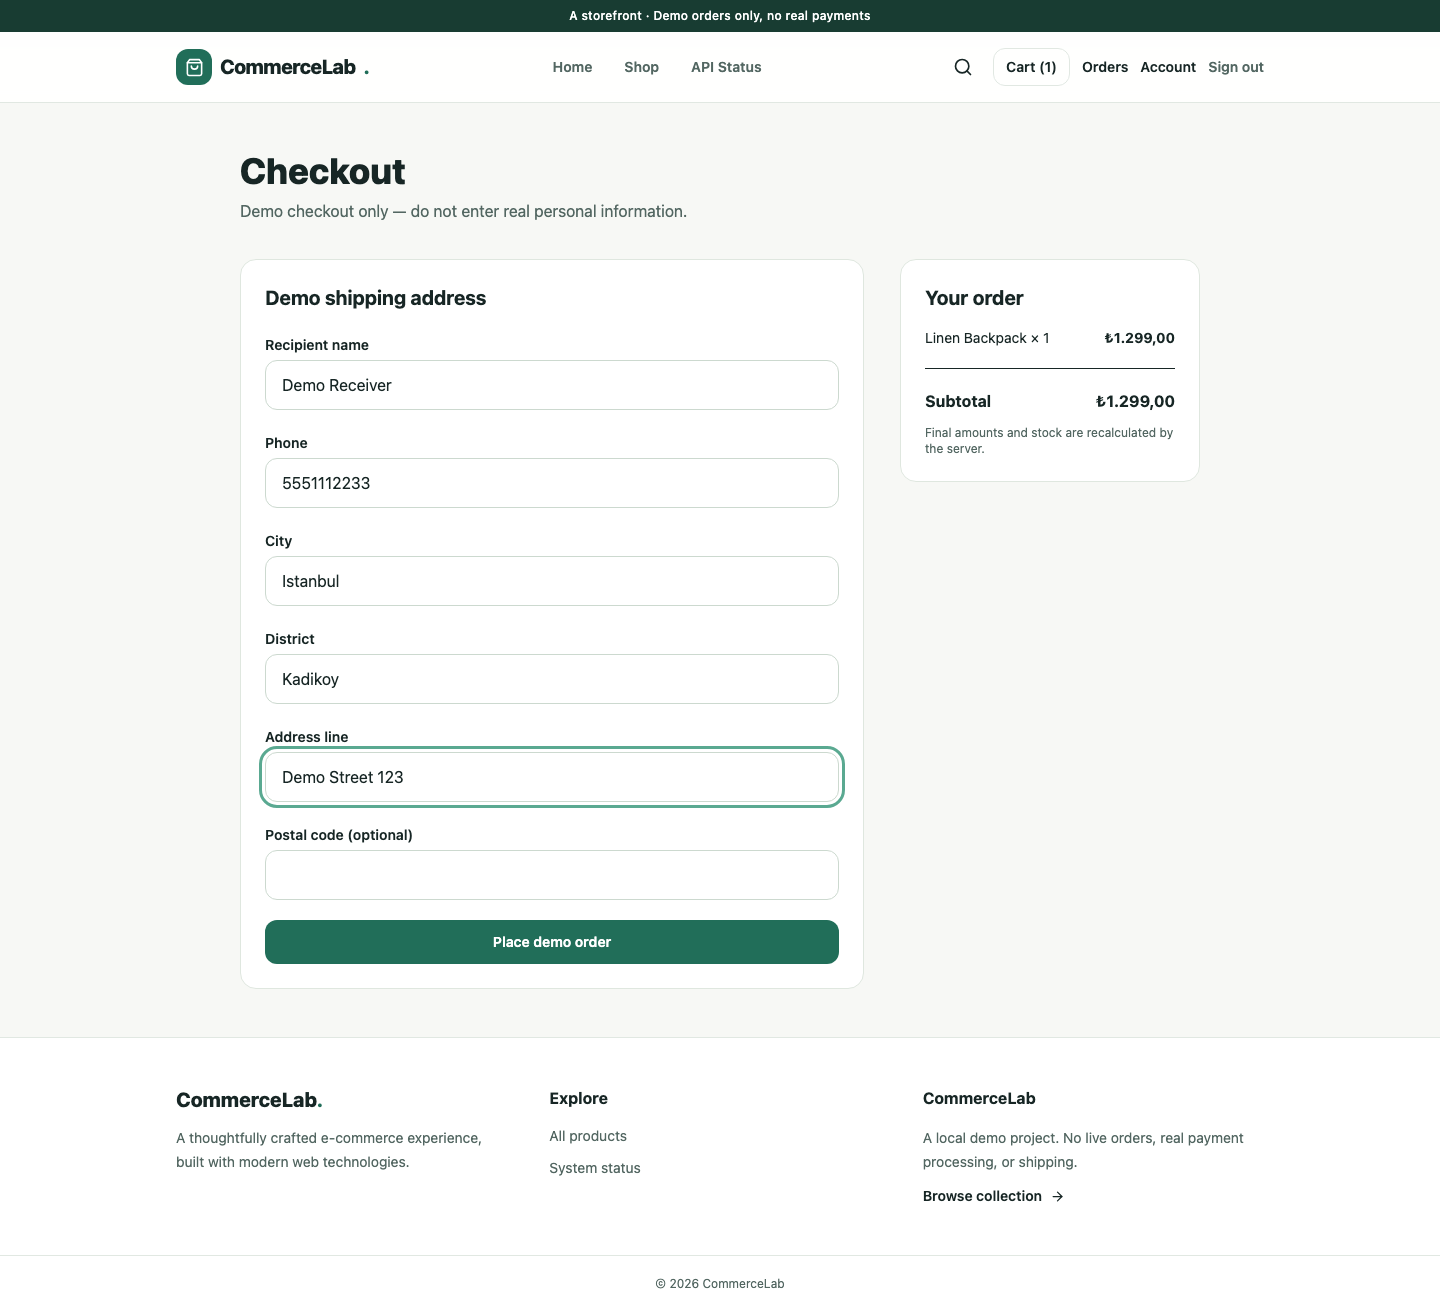 A storefront · Demo orders only, no real payments
CommerceLab .
Home
Shop
API Status
Cart (1)
Orders
Account
Sign out
Checkout
Demo checkout only — do not enter real personal information.
Demo shipping address
Recipient name
Demo Receiver
Phone
5551112233
City
Istanbul
District
Kadikoy
Address line
Demo Street 123
Postal code (optional)
Place demo order
Your order
Linen Backpack × 1 ₺1.299,00
Subtotal ₺1.299,00
Final amounts and stock are recalculated by
the server.
CommerceLab.
A thoughtfully crafted e-commerce experience,
built with modern web technologies.
Explore
All products
System status
CommerceLab
A local demo project. No live orders, real payment
processing, or shipping.
Browse collection →
© 2026 CommerceLab